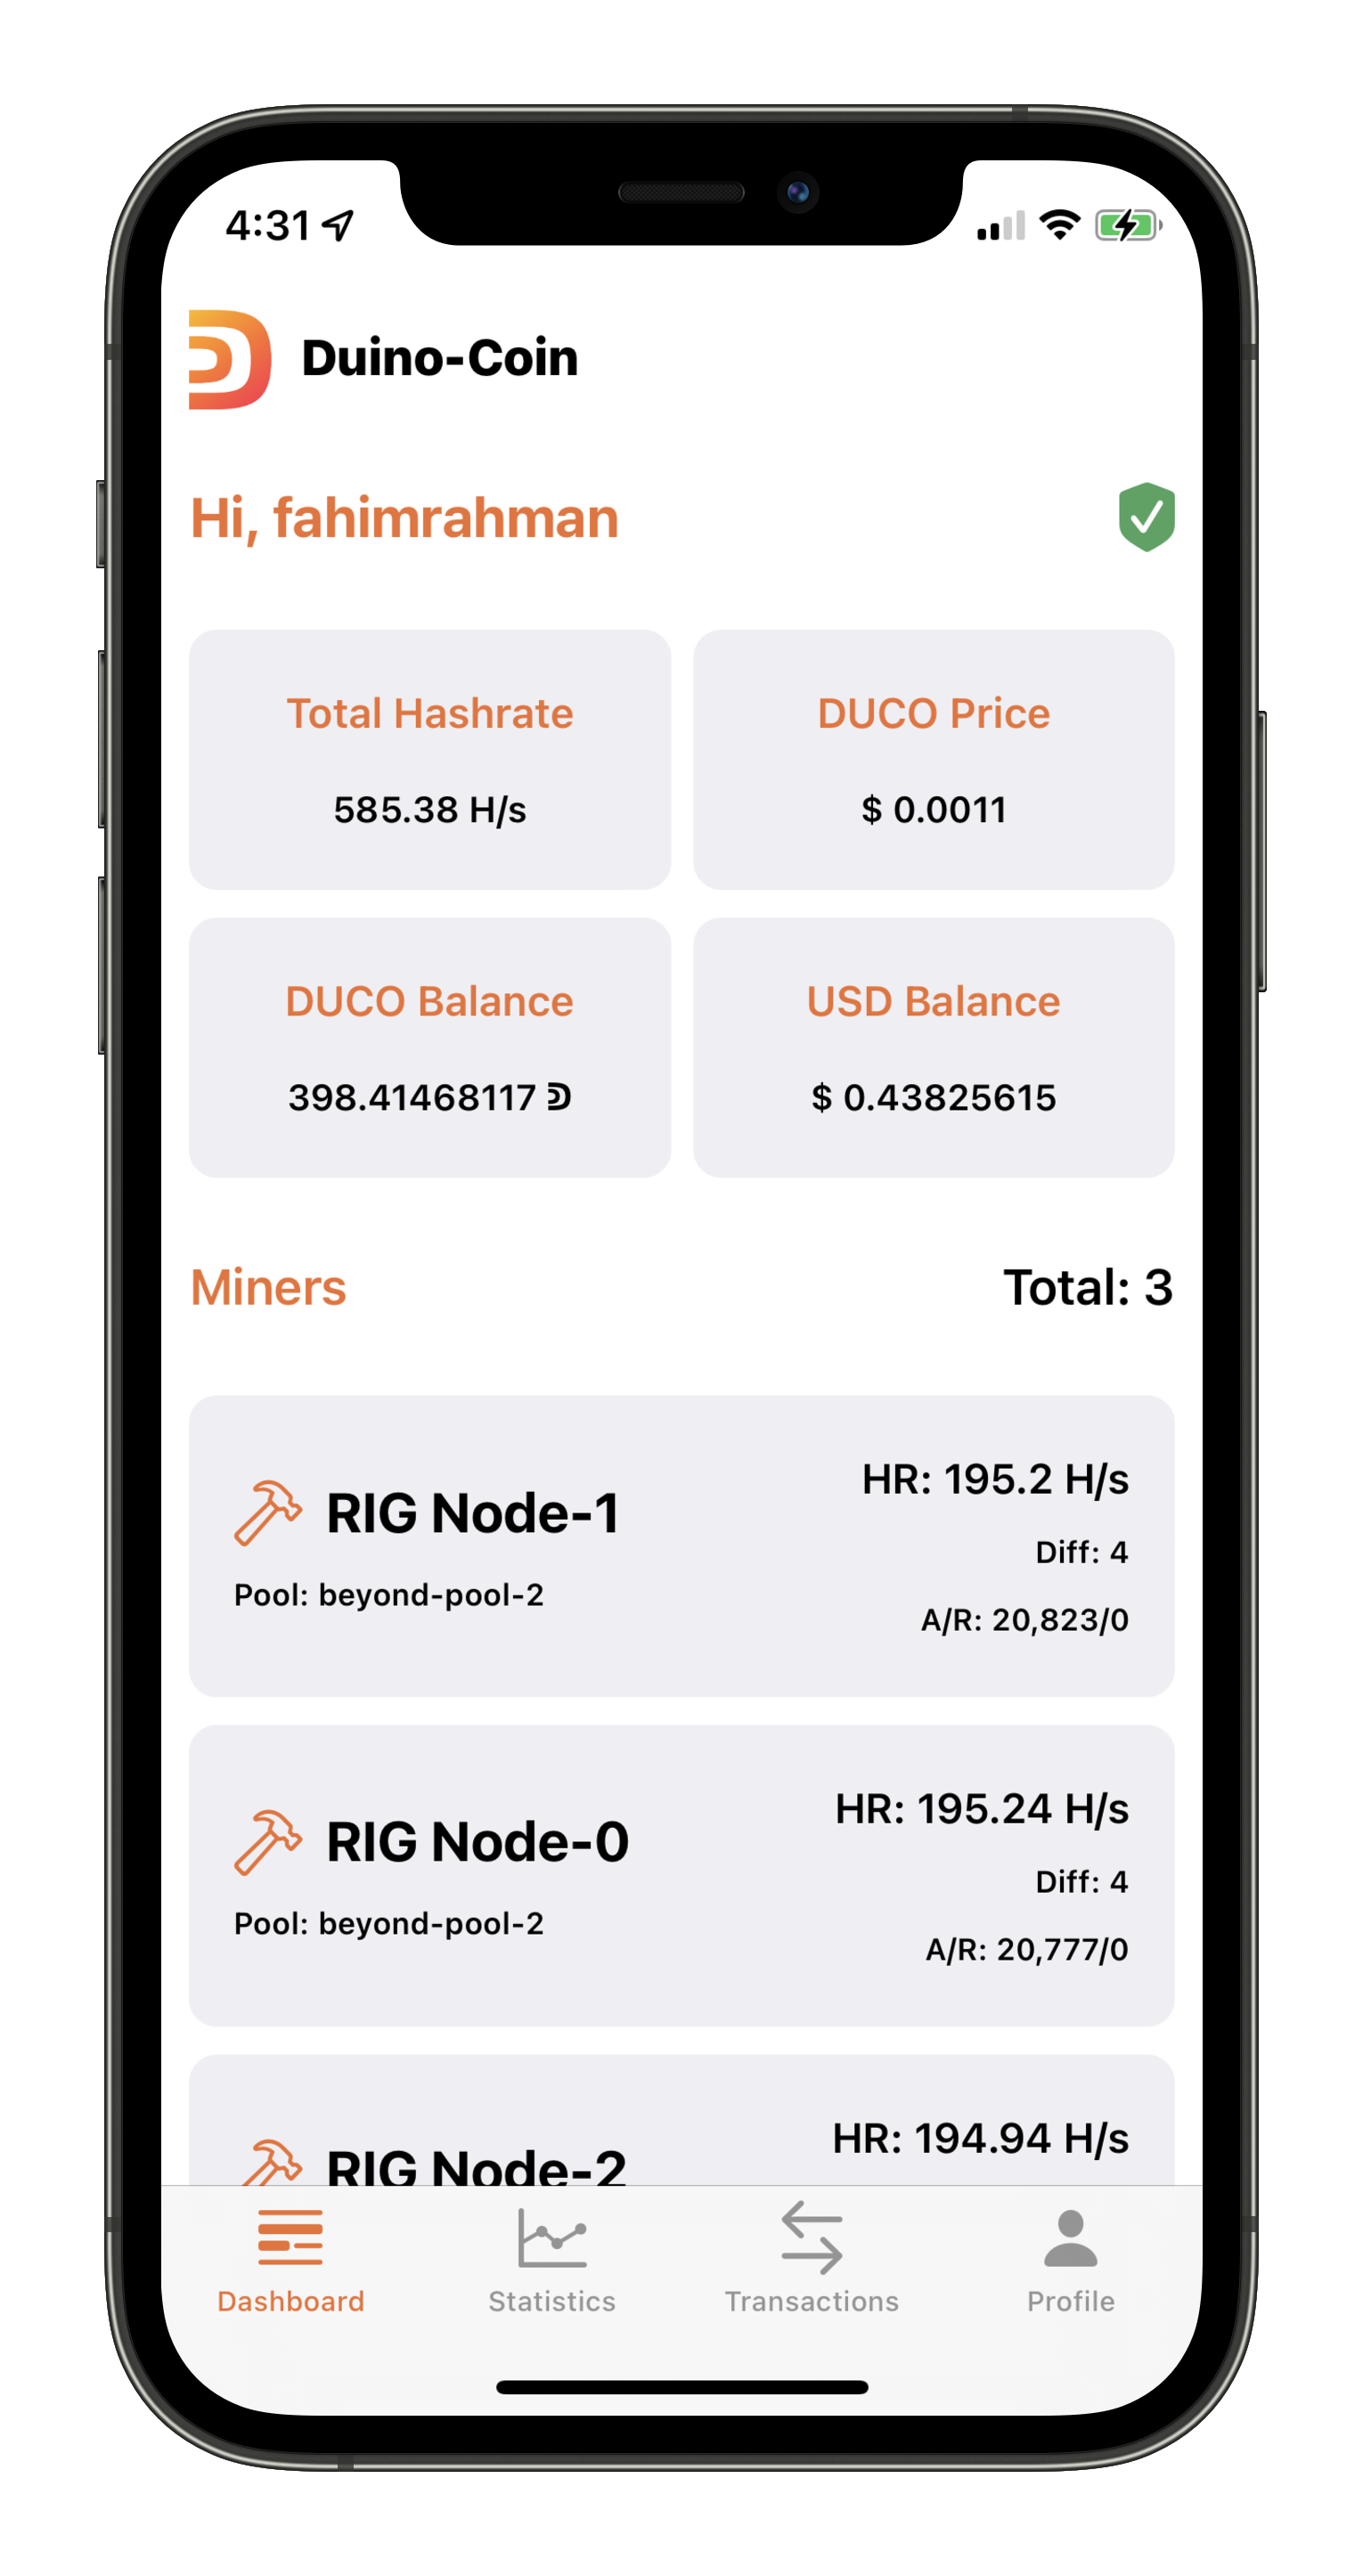 4:31
Duino-Coin
Hi, fahimrahman
Total Hashrate
585.38 H/s
DUCO Price
$ 0.0011
DUCO Balance
398.41468117
USD Balance
$ 0.43825615
Miners
Total: 3
RIG Node-1
Pool: beyond-pool-2
HR: 195.2 H/s
Diff: 4
A/R: 20,823/0
RIG Node-0
Pool: beyond-pool-2
HR: 195.24 H/s
Diff: 4
A/R: 20,777/0
RIG Node-2
HR: 194.94 H/s
Dashboard
Statistics
Transactions
Profile